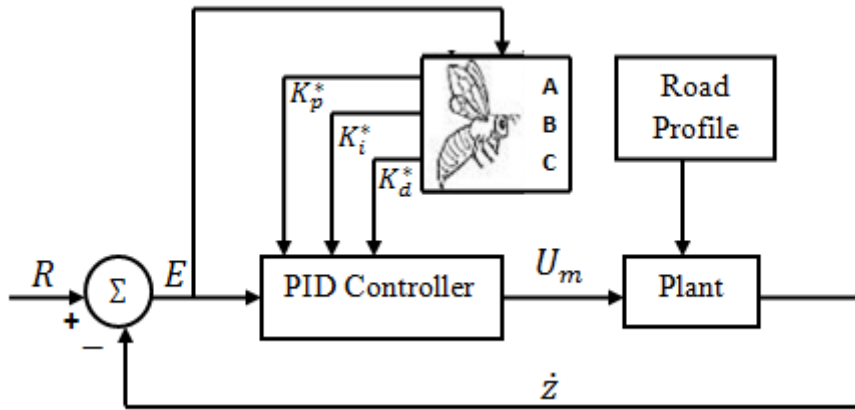 A
B
C
Road
Profile
K_p^*
K_i^*
K_d^*
R
+
−
Σ
E
PID Controller
U_m
Plant
ż